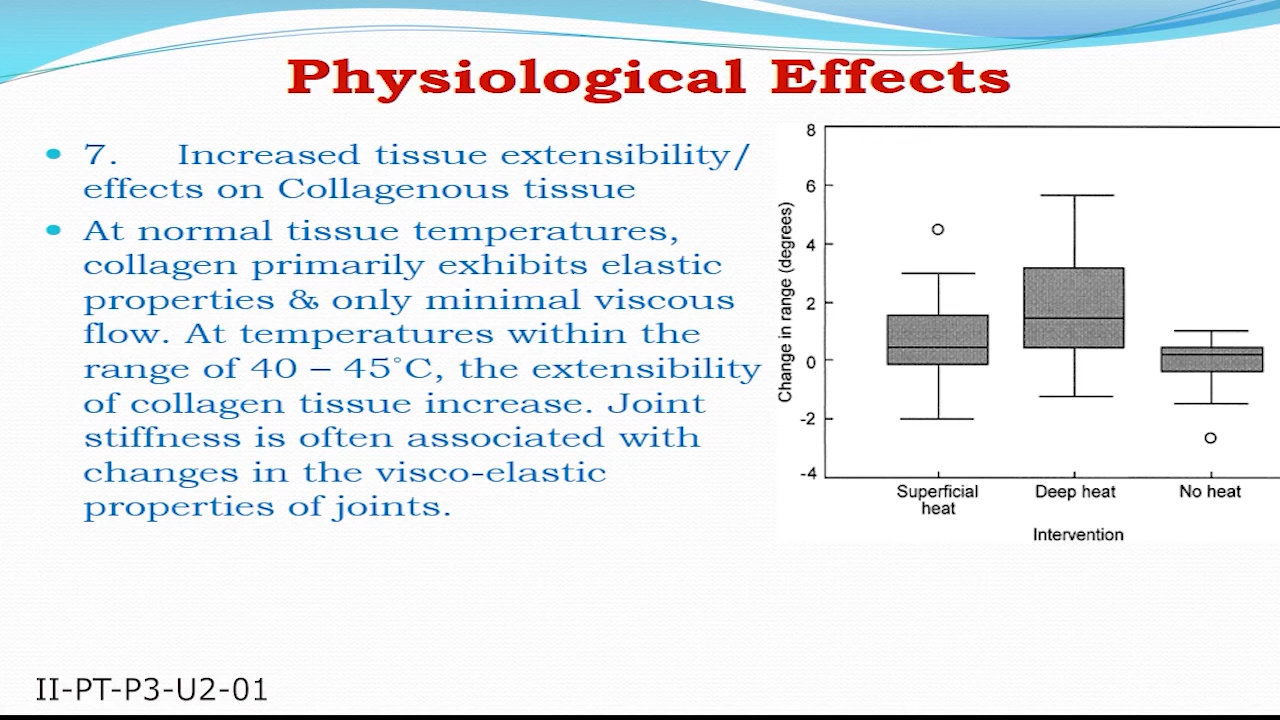 Physiological Effects
• 7. Increased tissue extensibility/
effects on Collagenous tissue
• At normal tissue temperatures,
collagen primarily exhibits elastic
properties & only minimal viscous
flow. At temperatures within the
range of 40 – 45°C, the extensibility
of collagen tissue increase. Joint
stiffness is often associated with
changes in the visco-elastic
properties of joints.
8
6
4
2
0
-2
-4
Change in range (degrees)
Superficial
heat
Deep heat
No heat
Intervention
II-PT-P3-U2-01